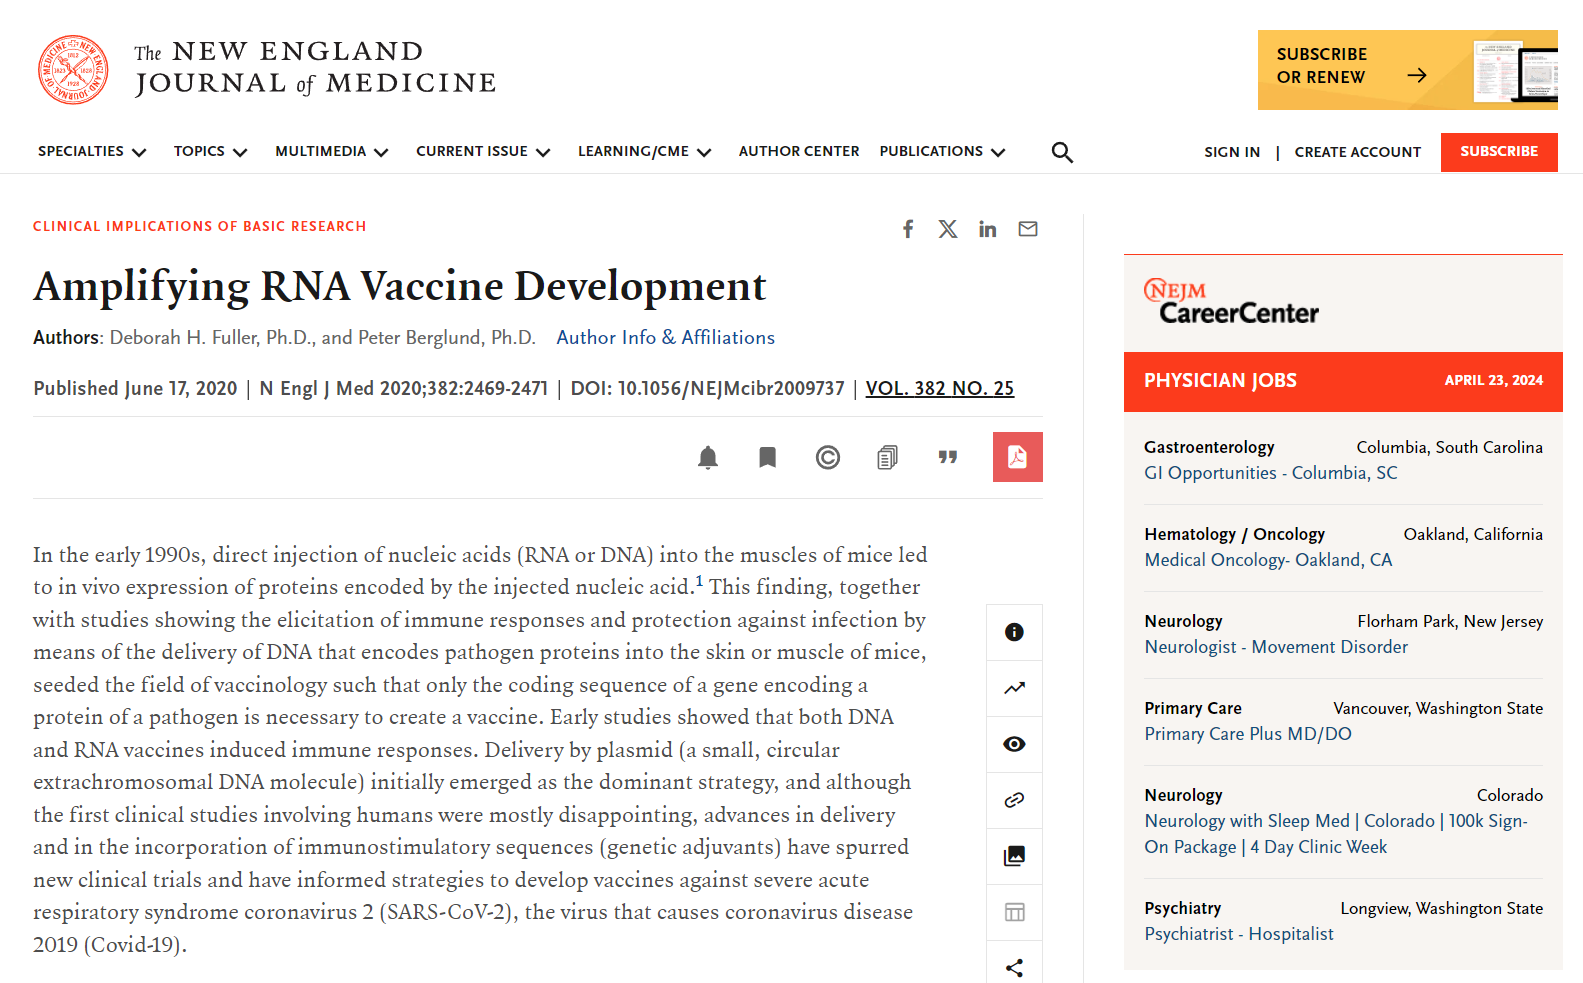 The NEW ENGLAND
JOURNAL of MEDICINE
SUBSCRIBE
OR RENEW
SPECIALTIES
TOPICS
MULTIMEDIA
CURRENT ISSUE
LEARNING/CME
AUTHOR CENTER
PUBLICATIONS
SIGN IN | CREATE ACCOUNT
SUBSCRIBE
CLINICAL IMPLICATIONS OF BASIC RESEARCH
Amplifying RNA Vaccine Development
Authors: Deborah H. Fuller, Ph.D., and Peter Berglund, Ph.D. Author Info & Affiliations
Published June 17, 2020 | N Engl J Med 2020;382:2469-2471 | DOI: 10.1056/NEJMcibr2009737 | VOL. 382 NO. 25
In the early 1990s, direct injection of nucleic acids (RNA or DNA) into the muscles of mice led
to in vivo expression of proteins encoded by the injected nucleic acid.1 This finding, together
with studies showing the elicitation of immune responses and protection against infection by
means of the delivery of DNA that encodes pathogen proteins into the skin or muscle of mice,
seeded the field of vaccinology such that only the coding sequence of a gene encoding a
protein of a pathogen is necessary to create a vaccine. Early studies showed that both DNA
and RNA vaccines induced immune responses. Delivery by plasmid (a small, circular
extrachromosomal DNA molecule) initially emerged as the dominant strategy, and although
the first clinical studies involving humans were mostly disappointing, advances in delivery
and in the incorporation of immunostimulatory sequences (genetic adjuvants) have spurred
new clinical trials and have informed strategies to develop vaccines against severe acute
respiratory syndrome coronavirus 2 (SARS-CoV-2), the virus that causes coronavirus disease
2019 (Covid-19).
NEJM
CareerCenter
PHYSICIAN JOBS
APRIL 23, 2024
Gastroenterology Columbia, South Carolina
GI Opportunities - Columbia, SC
Hematology / Oncology Oakland, California
Medical Oncology- Oakland, CA
Neurology Florham Park, New Jersey
Neurologist - Movement Disorder
Primary Care Vancouver, Washington State
Primary Care Plus MD/DO
Neurology Colorado
Neurology with Sleep Med | Colorado | 100k Sign-
On Package | 4 Day Clinic Week
Psychiatry Longview, Washington State
Psychiatrist - Hospitalist